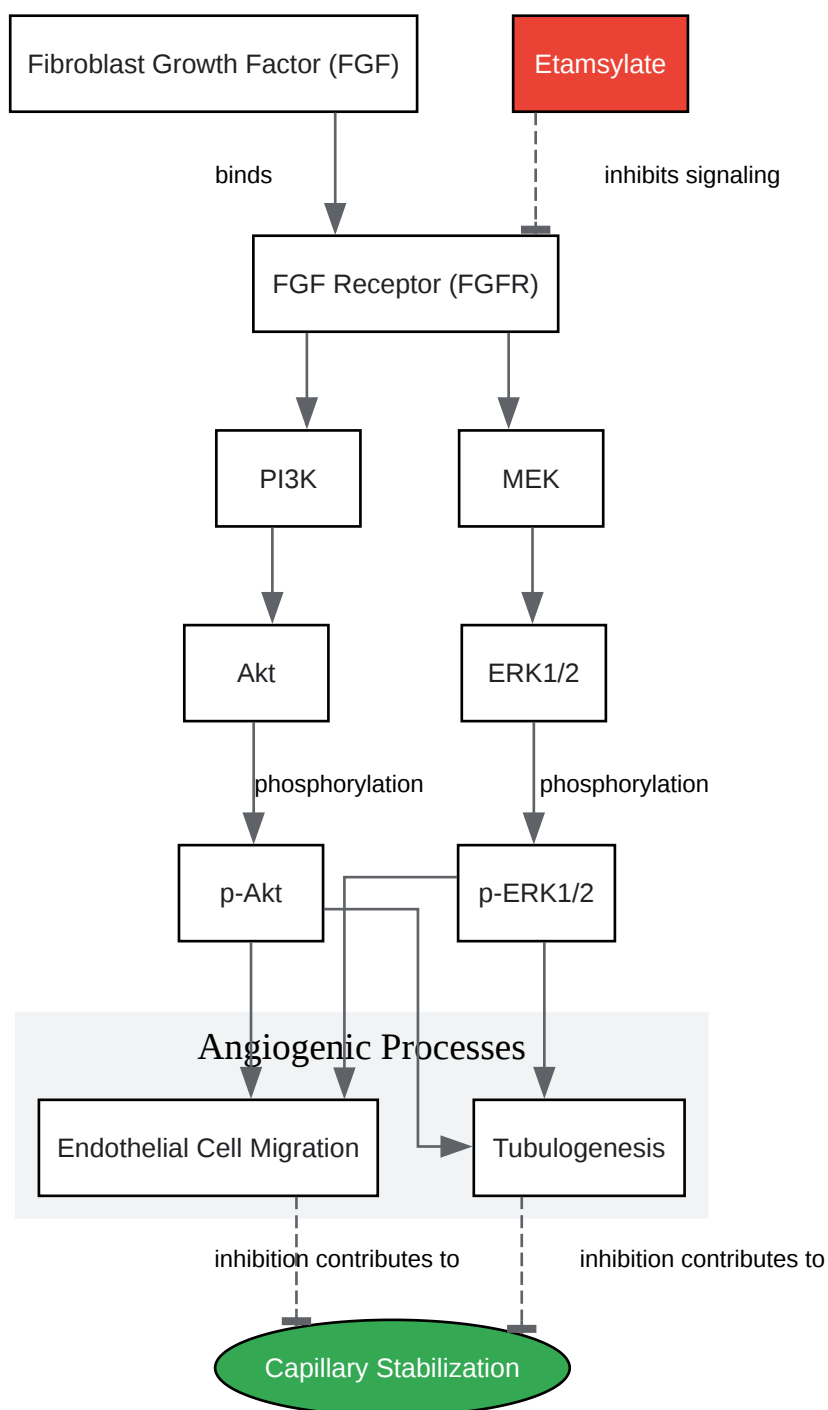 Fibroblast Growth Factor (FGF)
Etamsylate
binds
inhibits signaling
FGF Receptor (FGFR)
PI3K
MEK
Akt
ERK1/2
phosphorylation
phosphorylation
p-Akt
p-ERK1/2
Angiogenic Processes
Endothelial Cell Migration
Tubulogenesis
inhibition contributes to
inhibition contributes to
Capillary Stabilization